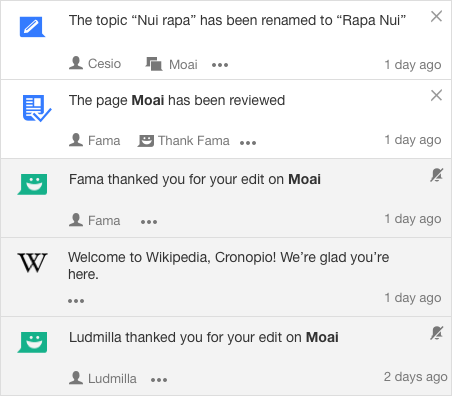 The topic “Nui rapa” has been renamed to “Rapa Nui”
Cesio Moai 1 day ago
The page Moai has been reviewed
Fama Thank Fama 1 day ago
Fama thanked you for your edit on Moai
Fama 1 day ago
W
Welcome to Wikipedia, Cronopio! We’re glad you’re
here.
1 day ago
Ludmilla thanked you for your edit on Moai
Ludmilla 2 days ago